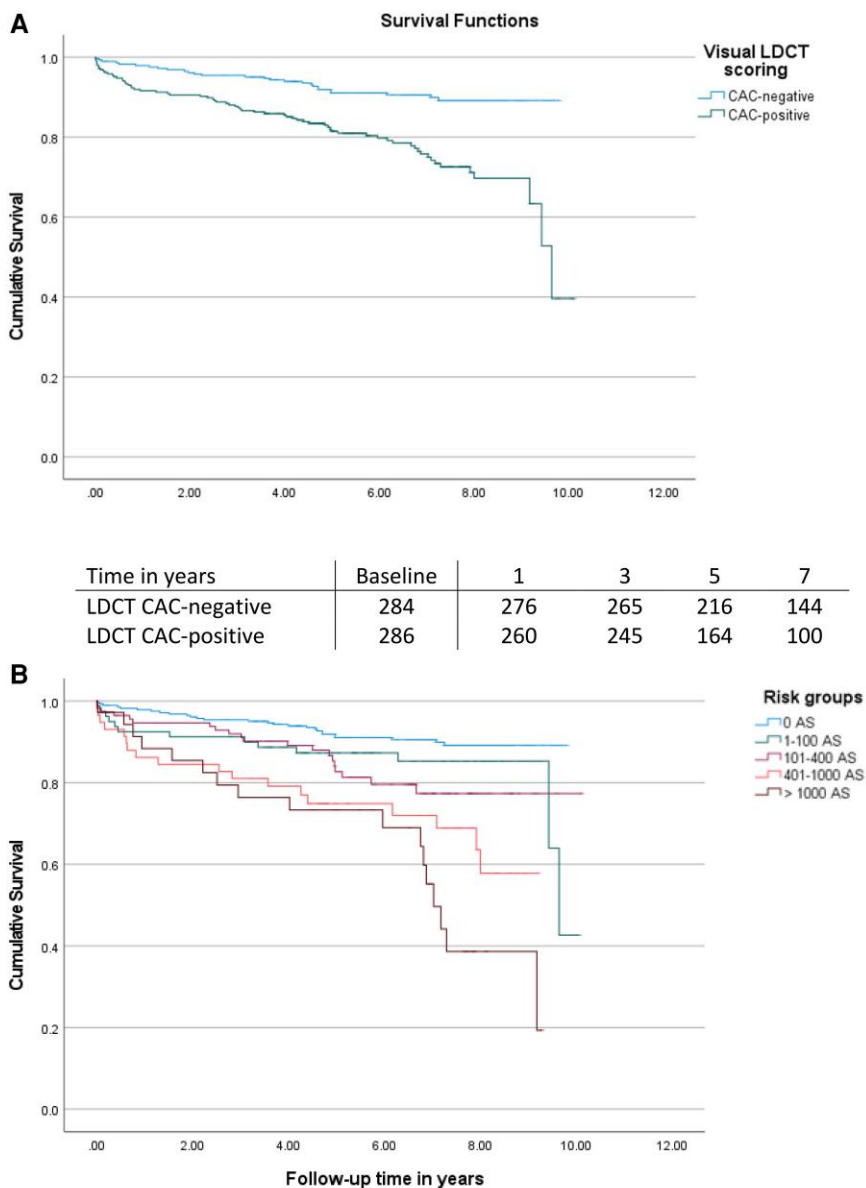 A
Survival Functions
Visual LDCT
scoring
CAC-negative
CAC-positive
Cumulative Survival
1.0
0.8
0.6
0.4
0.2
0.0
.00 2.00 4.00 6.00 8.00 10.00 12.00
Time in years Baseline 1 3 5 7
LDCT CAC-negative 284 276 265 216 144
LDCT CAC-positive 286 260 245 164 100
B
Risk groups
0 AS
1-100 AS
101-400 AS
401-1000 AS
> 1000 AS
Cumulative Survival
1.0
0.8
0.6
0.4
0.2
0.0
.00 2.00 4.00 6.00 8.00 10.00 12.00
Follow-up time in years